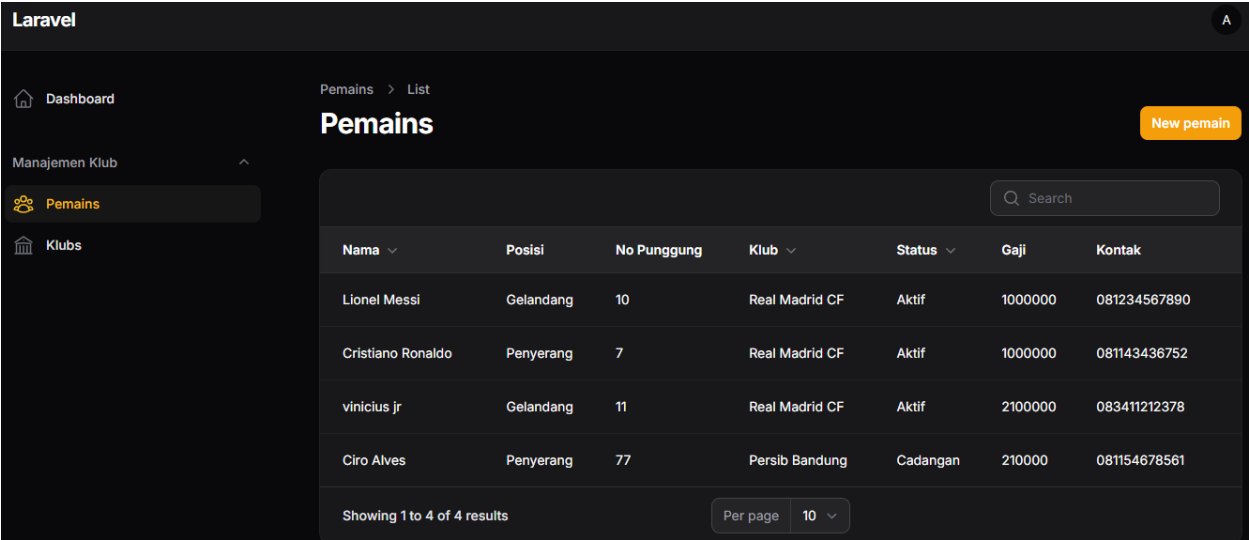 Laravel
A
Dashboard
Manajemen Klub
Pemains
Klubs
Pemains > List
Pemains
New pemain
Search
Nama Posisi No Punggung Klub Status Gaji Kontak
Lionel Messi Gelandang 10 Real Madrid CF Aktif 1000000 081234567890
Cristiano Ronaldo Penyerang 7 Real Madrid CF Aktif 1000000 081143436752
vinicius jr Gelandang 11 Real Madrid CF Aktif 2100000 083411212378
Ciro Alves Penyerang 77 Persib Bandung Cadangan 210000 081154678561
Showing 1 to 4 of 4 results
Per page 10